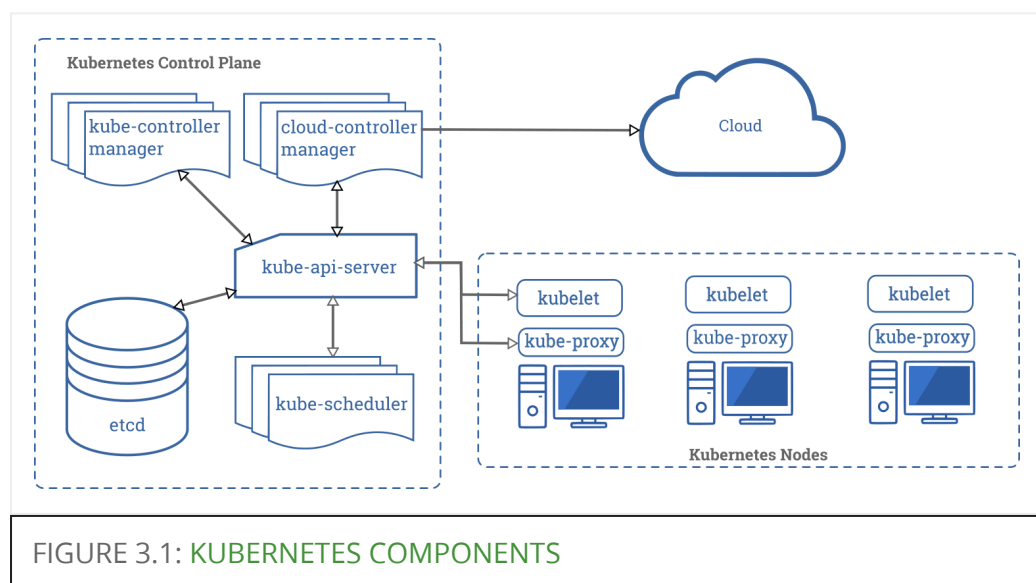 Kubernetes Control Plane
kube-controller
manager
cloud-controller
manager
Cloud
kube-api-server
etcd
kube-scheduler
kubelet
kube-proxy
kubelet
kube-proxy
kubelet
kube-proxy
Kubernetes Nodes
FIGURE 3.1: KUBERNETES COMPONENTS